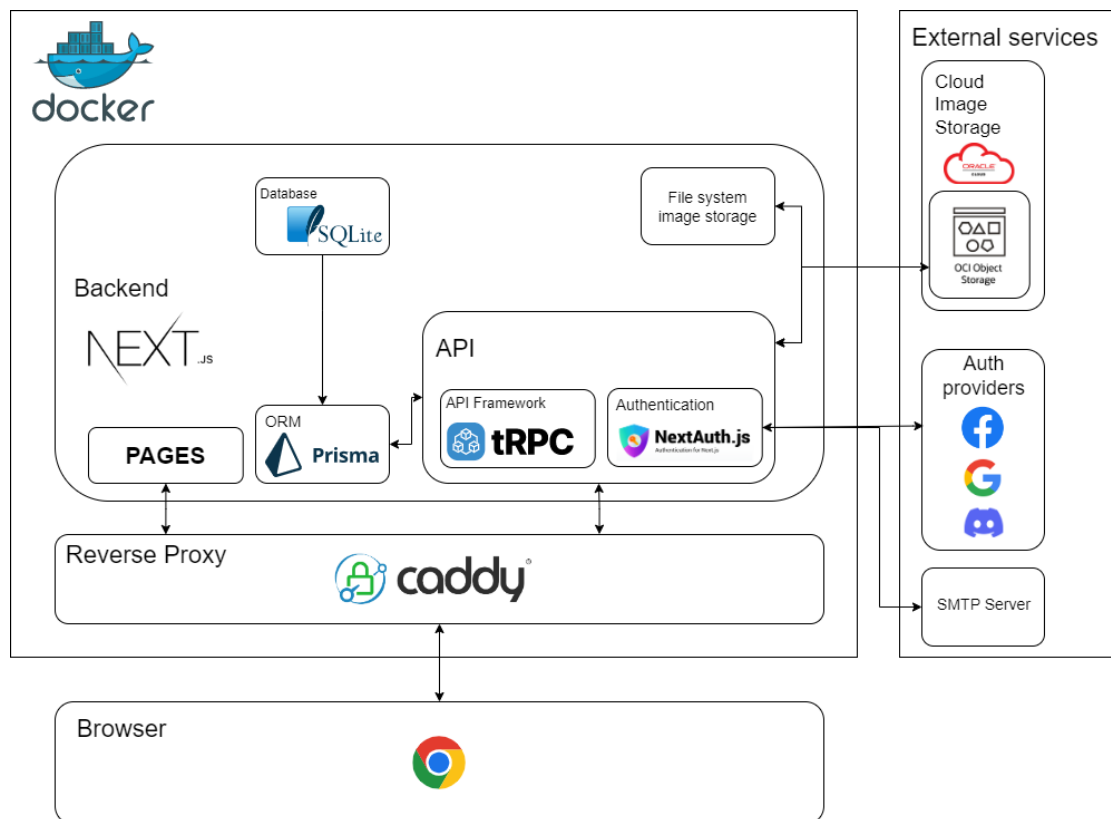 docker
External services
Cloud
Image
Storage
ORACLE
CLOUD
OCI Object
Storage
Database
SQLite
File system
image storage
Backend
NEXT.JS
API
API Framework
tRPC
Authentication
NextAuth.js
Authentication for Next.js
ORM
Prisma
PAGES
Auth
providers
Reverse Proxy
caddy
SMTP Server
Browser